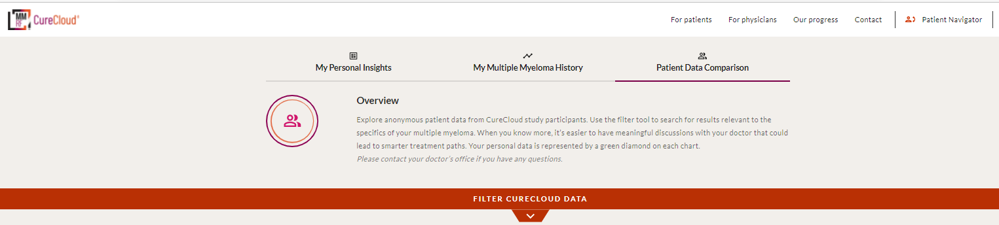 MM
RF
CureCloud®
For patients
For physicians
Our progress
Contact
Patient Navigator
My Personal Insights
My Multiple Myeloma History
Patient Data Comparison
Overview
Explore anonymous patient data from CureCloud study participants. Use the filter tool to search for results relevant to the
specifics of your multiple myeloma. When you know more, it's easier to have meaningful discussions with your doctor that could
lead to smarter treatment paths. Your personal data is represented by a green diamond on each chart.
Please contact your doctor's office if you have any questions.
FILTER CURECLOUD DATA